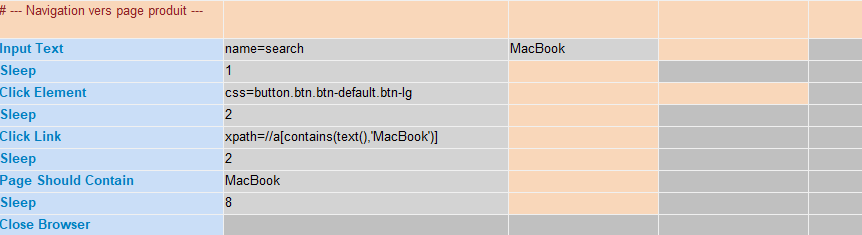 # --- Navigation vers page produit ---
Input Text name=search MacBook
Sleep 1
Click Element css=button.btn.btn-default.btn-lg
Sleep 2
Click Link xpath=//a[contains(text(),'MacBook')]
Sleep 2
Page Should Contain MacBook
Sleep 8
Close Browser